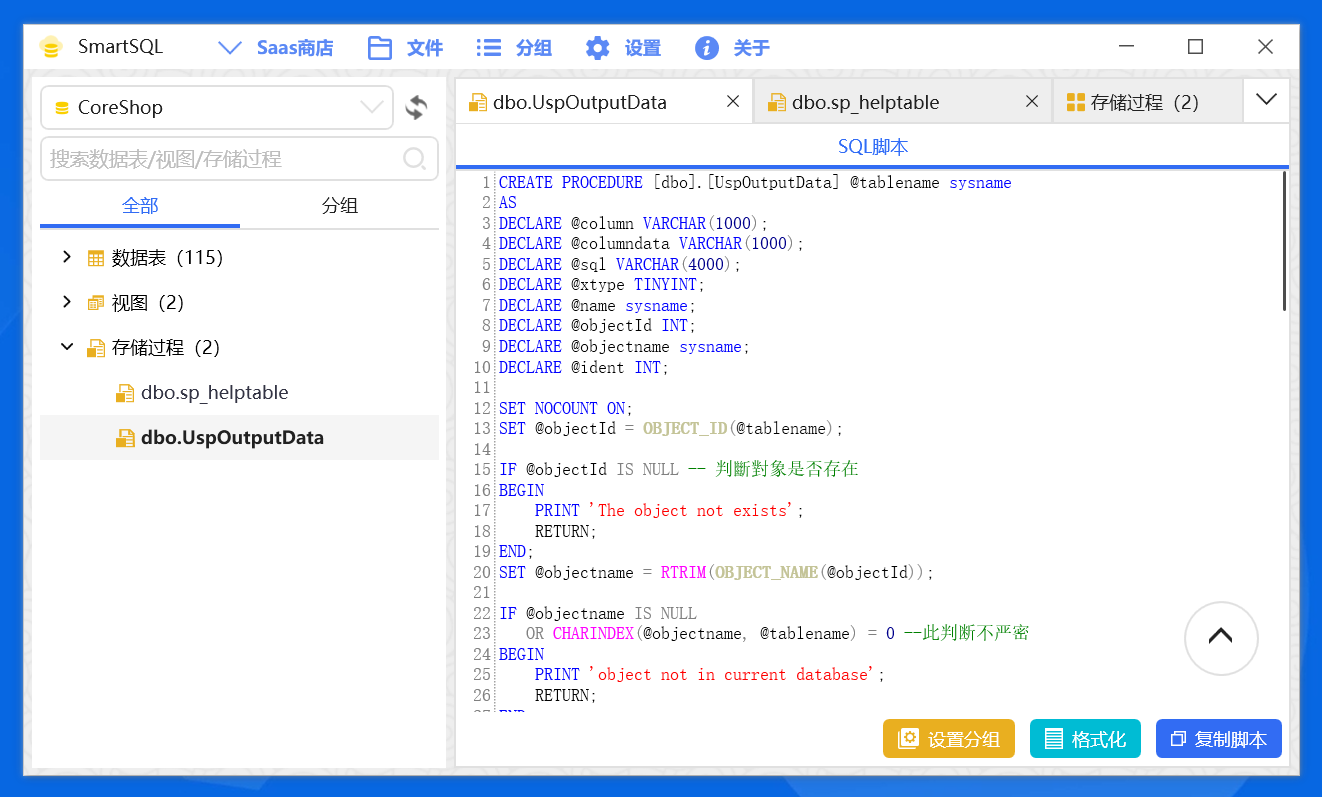 SmartSQL Saas商店 文件 分组 设置 关于
CoreShop
搜索数据表/视图/存储过程
全部 分组
数据表（115）
视图（2）
存储过程（2）
dbo.sp_helptable
dbo.UspOutputData
dbo.UspOutputData dbo.sp_helptable 存储过程（2）
SQL脚本
1 CREATE PROCEDURE [dbo].[UspOutputData] @tablename sysname
2 AS
3 DECLARE @column VARCHAR(1000);
4 DECLARE @columndata VARCHAR(1000);
5 DECLARE @sql VARCHAR(4000);
6 DECLARE @xtype TINYINT;
7 DECLARE @name sysname;
8 DECLARE @objectId INT;
9 DECLARE @objectname sysname;
10 DECLARE @ident INT;
11
12 SET NOCOUNT ON;
13 SET @objectId = OBJECT_ID(@tablename);
14
15 IF @objectId IS NULL -- 判斷對象是否存在
16 BEGIN
17     PRINT 'The object not exists';
18     RETURN;
19 END;
20 SET @objectname = RTRIM(OBJECT_NAME(@objectId));
21
22 IF @objectname IS NULL
23    OR CHARINDEX(@objectname, @tablename) = 0 --此判断不严密
24 BEGIN
25     PRINT 'object not in current database';
26     RETURN;
设置分组 格式化 复制脚本